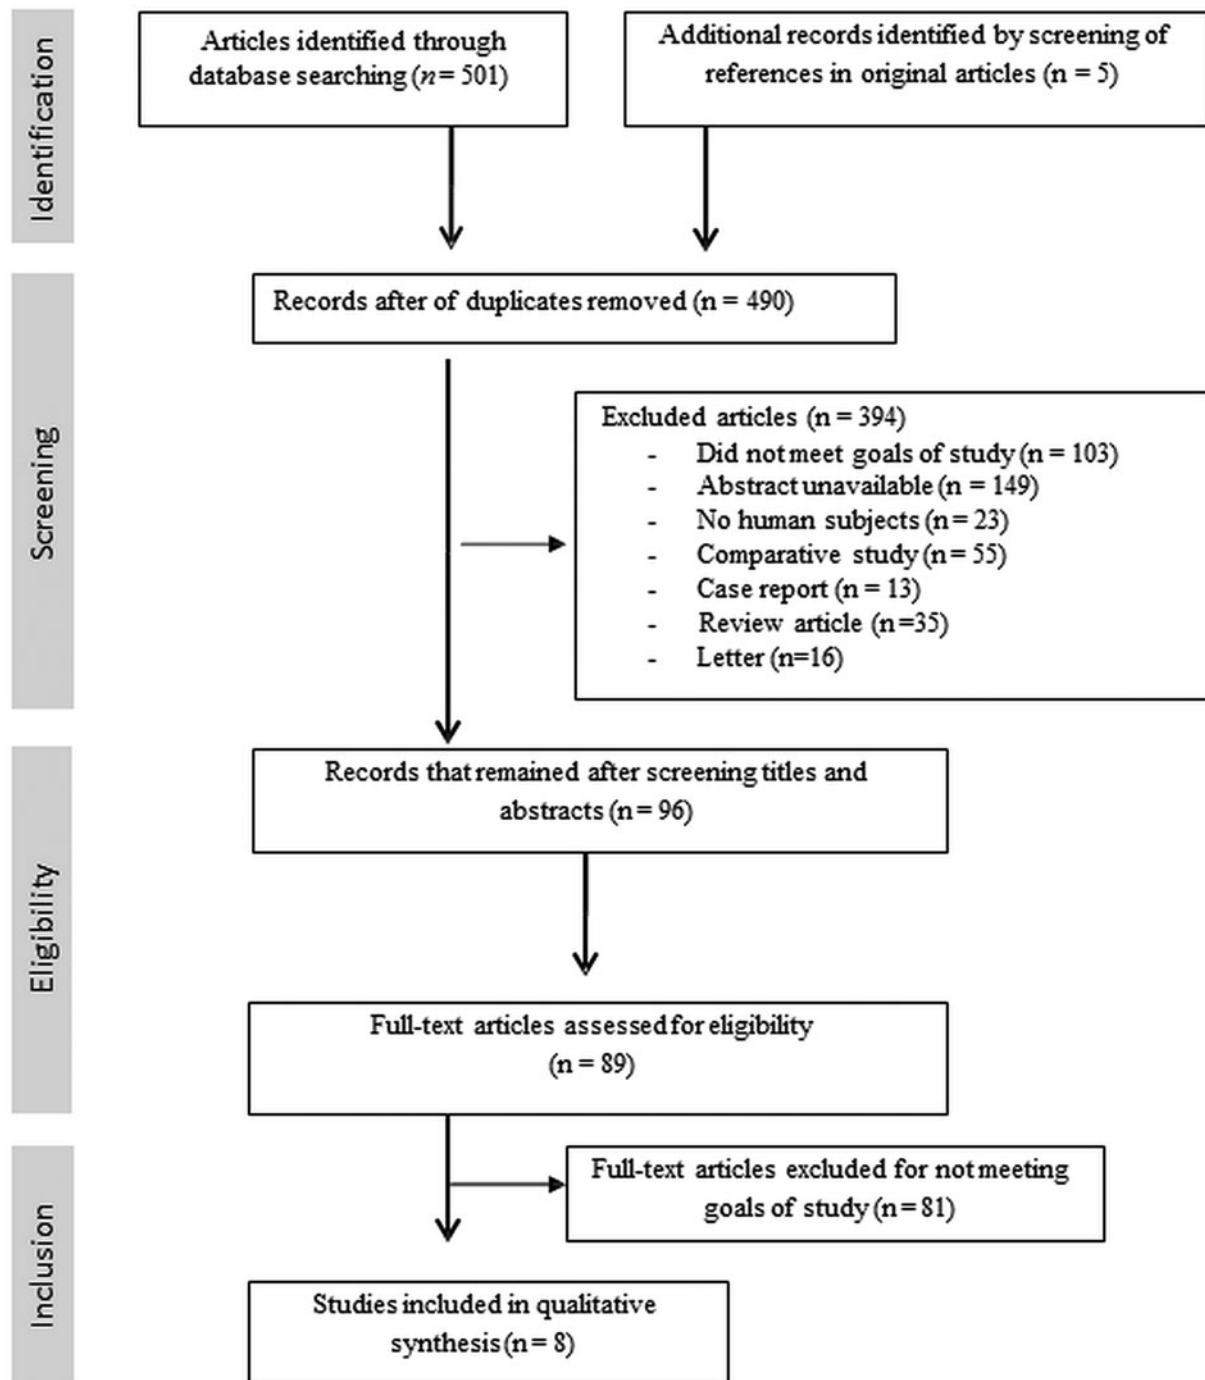 Identification
Articles identified through
database searching (n = 501)
Additional records identified by screening of
references in original articles (n = 5)
Screening
Records after of duplicates removed (n = 490)
Excluded articles (n = 394)
- Did not meet goals of study (n = 103)
- Abstract unavailable (n = 149)
- No human subjects (n = 23)
- Comparative study (n = 55)
- Case report (n = 13)
- Review article (n =35)
- Letter (n=16)
Eligibility
Records that remained after screening titles and
abstracts (n = 96)
Full-text articles assessed for eligibility
(n = 89)
Inclusion
Full-text articles excluded for not meeting
goals of study (n = 81)
Studies included in qualitative
synthesis (n = 8)